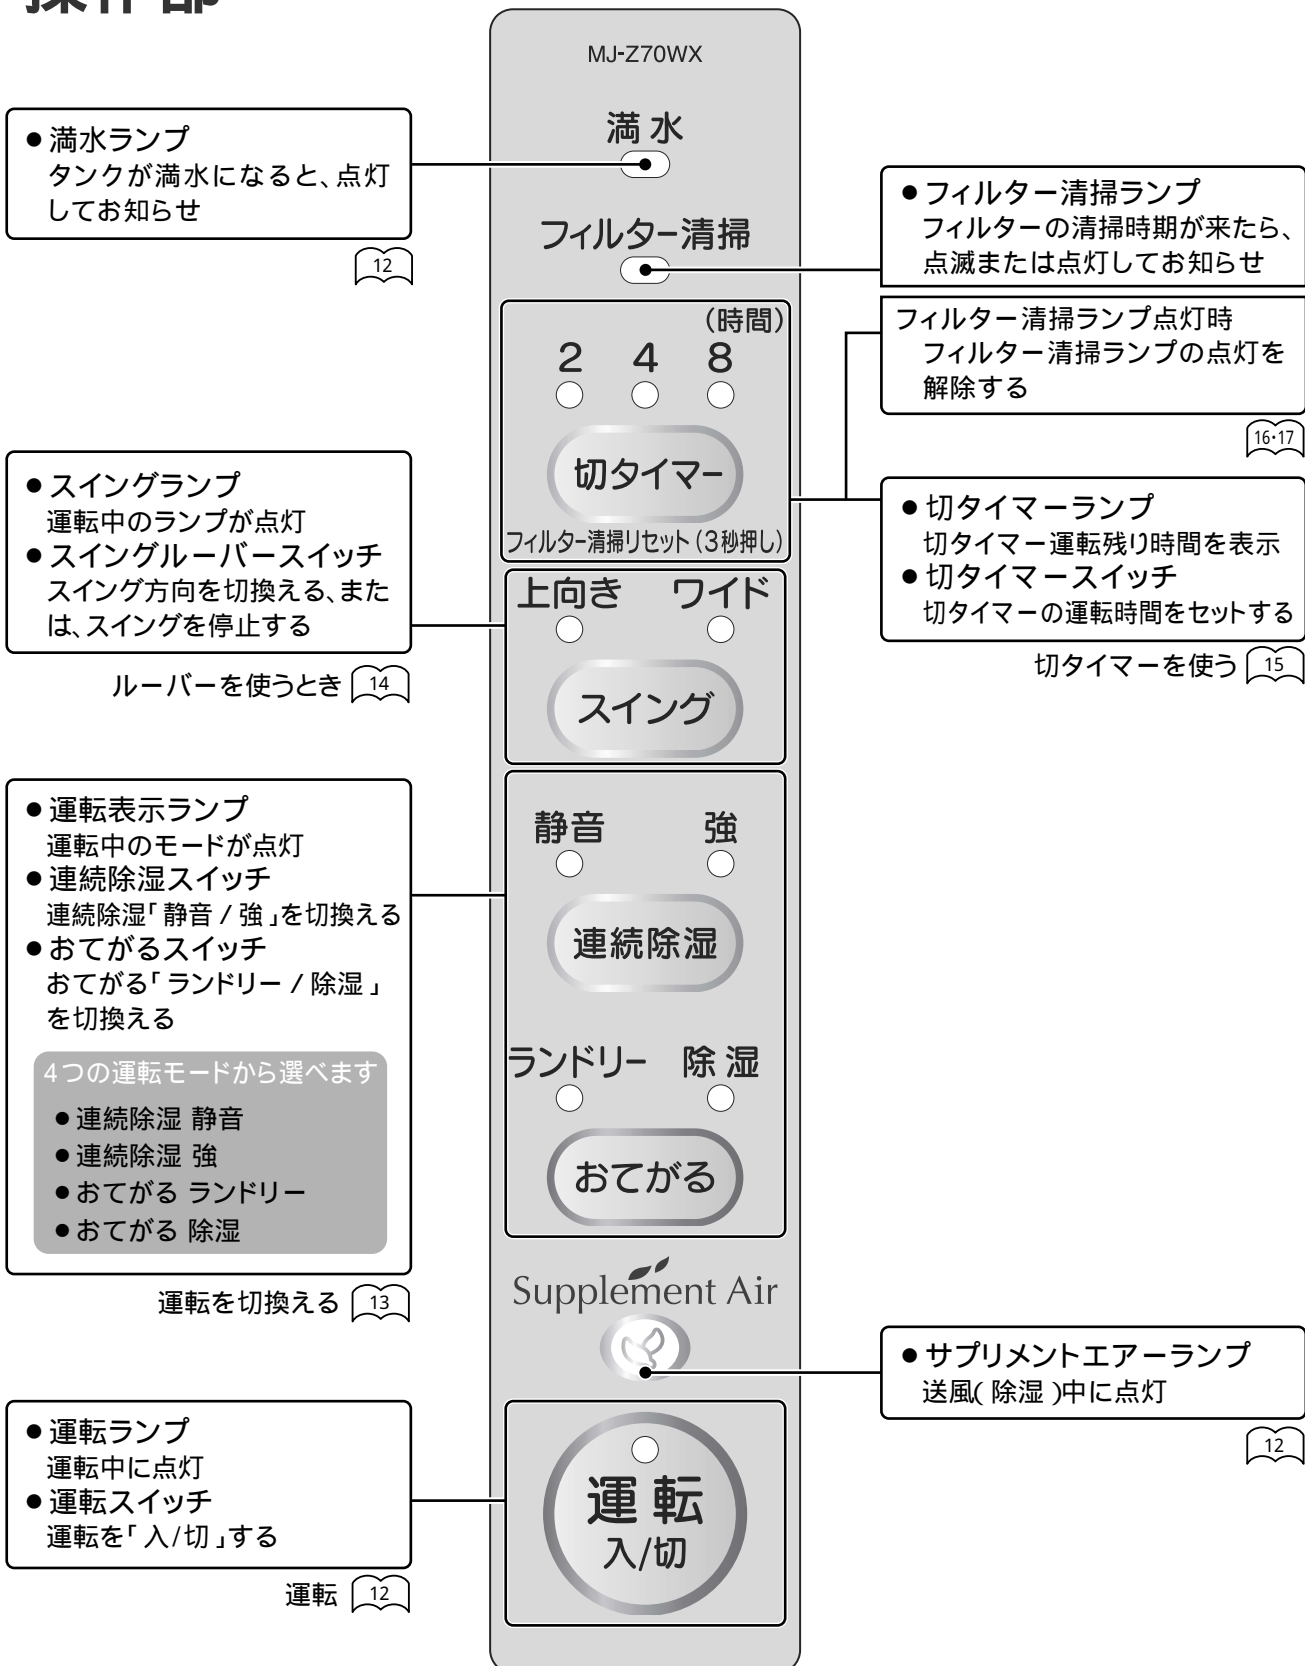 操作部
MJ-Z70WX
満水
フィルター清掃
(時間)
2 4 8
切タイマー
フィルター清掃リセット(3秒押し)
上向き ワイド
スイング
静音 強
連続除湿
ランドリー 除湿
おてがる
Supplement Air
運転
入/切
●満水ランプ
タンクが満水になると、点灯
してお知らせ
12
●スイングランプ
運転中のランプが点灯
●スイングルーバースイッチ
スイング方向を切換える、また
は、スイングを停止する
ルーバーを使うとき 14
●運転表示ランプ
運転中のモードが点灯
●連続除湿スイッチ
連続除湿「静音/強」を切換える
●おてがるスイッチ
おてがる「ランドリー/除湿」
を切換える
4つの運転モードから選べます
●連続除湿 静音
●連続除湿 強
●おてがる ランドリー
●おてがる 除湿
運転を切換える 13
●運転ランプ
運転中に点灯
●運転スイッチ
運転を「入/切」する
運転 12
●フィルター清掃ランプ
フィルターの清掃時期が来たら、
点滅または点灯してお知らせ
フィルター清掃ランプ点灯時
フィルター清掃ランプの点灯を
解除する
16・17
●切タイマーランプ
切タイマー運転残り時間を表示
●切タイマースイッチ
切タイマーの運転時間をセットする
切タイマーを使う 15
●サプリメントエアーランプ
送風(除湿)中に点灯
12